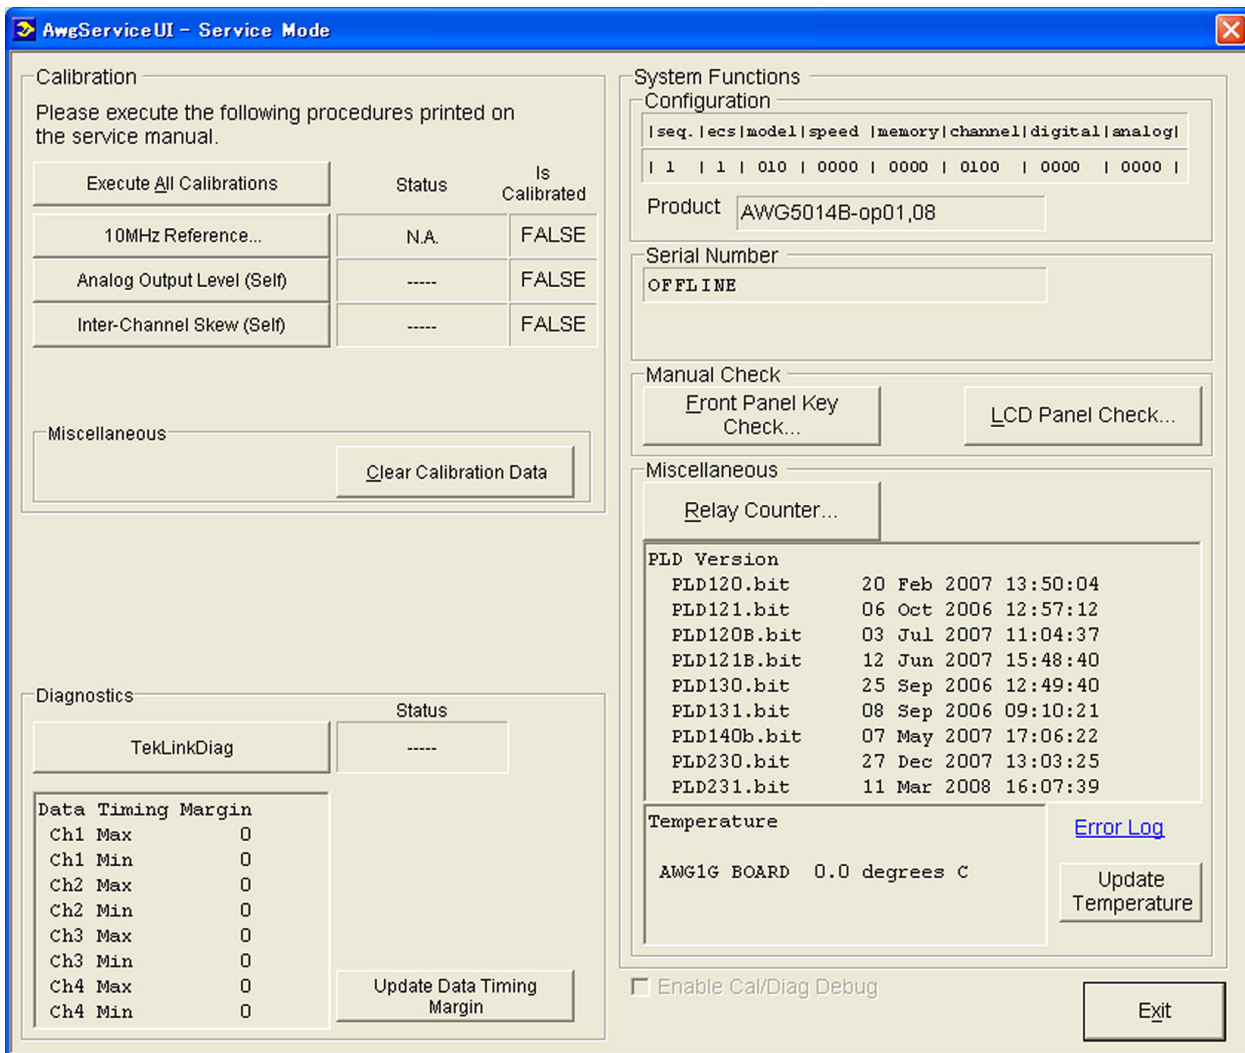 AwgServiceUI - Service Mode
Calibration
Please execute the following procedures printed on
the service manual.
Execute All Calibrations
Status
Is
Calibrated
10MHz Reference...
N.A.
FALSE
Analog Output Level (Self)
-----
FALSE
Inter-Channel Skew (Self)
-----
FALSE
Miscellaneous
Clear Calibration Data
Diagnostics
Status
TekLinkDiag
-----
Data Timing Margin
Ch1 Max 0
Ch1 Min 0
Ch2 Max 0
Ch2 Min 0
Ch3 Max 0
Ch3 Min 0
Ch4 Max 0
Ch4 Min 0
Update Data Timing
Margin
System Functions
Configuration
|seq.|ecs|model|speed |memory|channel|digital|analog|
| 1 | 1 | 010 | 0000 | 0000 | 0100 | 0000 | 0000 |
Product AWG5014B-op01,08
Serial Number
OFFLINE
Manual Check
Front Panel Key
Check...
LCD Panel Check...
Miscellaneous
Relay Counter...
PLD Version
PLD120.bit 20 Feb 2007 13:50:04
PLD121.bit 06 Oct 2006 12:57:12
PLD120B.bit 03 Jul 2007 11:04:37
PLD121B.bit 12 Jun 2007 15:48:40
PLD130.bit 25 Sep 2006 12:49:40
PLD131.bit 08 Sep 2006 09:10:21
PLD140b.bit 07 May 2007 17:06:22
PLD230.bit 27 Dec 2007 13:03:25
PLD231.bit 11 Mar 2008 16:07:39
Temperature
AWG1G BOARD 0.0 degrees C
Error Log
Update
Temperature
Enable Cal/Diag Debug
Exit